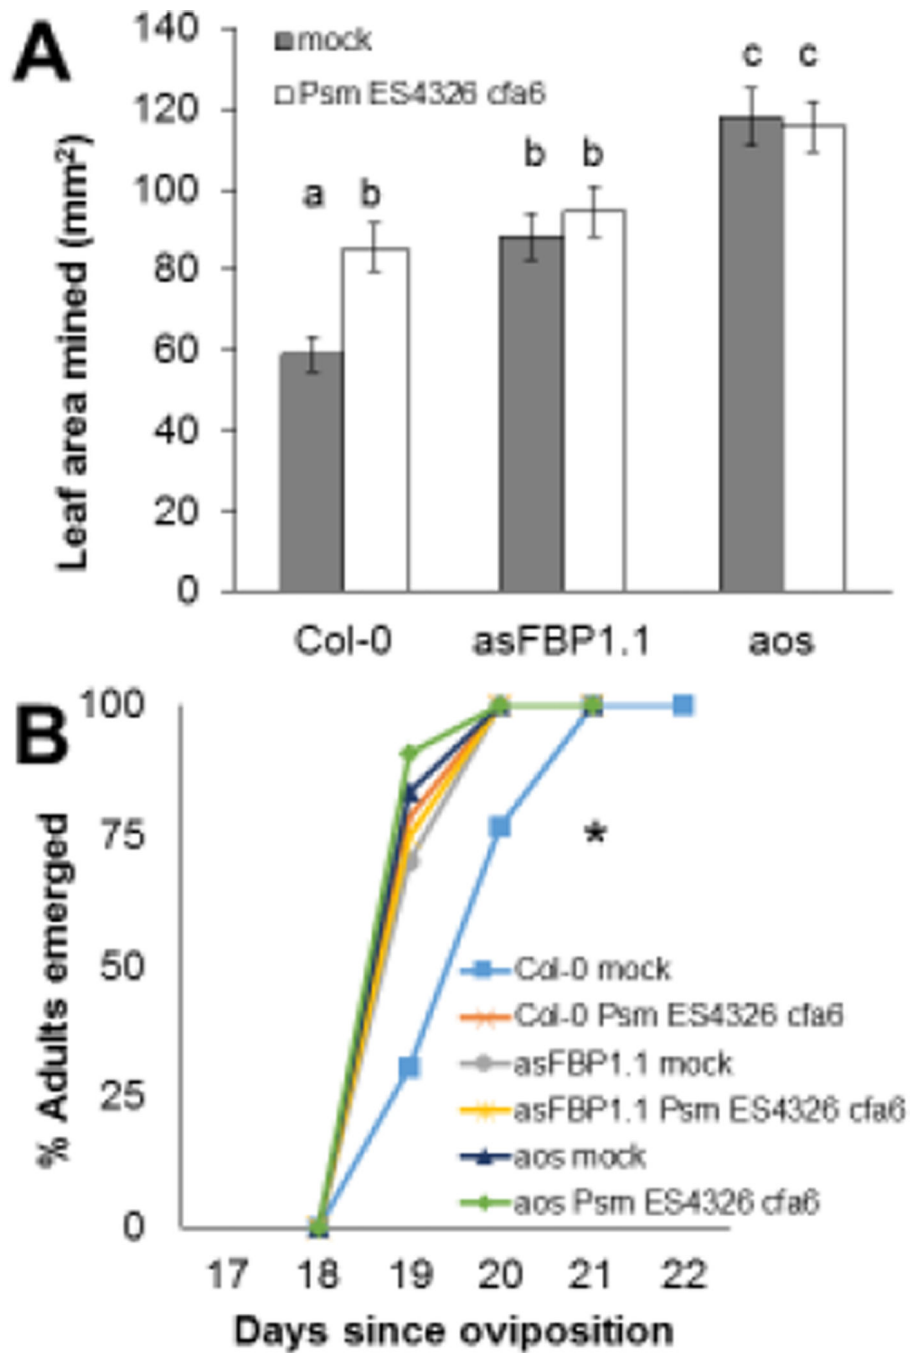 A
140
120
100
80
60
40
20
0
Leaf area mined (mm²)
mock
Psm ES4326 cfa6
a b
b b
c c
Col-0 asFBP1.1 aos
B
100
75
50
25
0
% Adults emerged
*
Col-0 mock
Col-0 Psm ES4326 cfa6
asFBP1.1 mock
asFBP1.1 Psm ES4326 cfa6
aos mock
aos Psm ES4326 cfa6
17 18 19 20 21 22
Days since oviposition